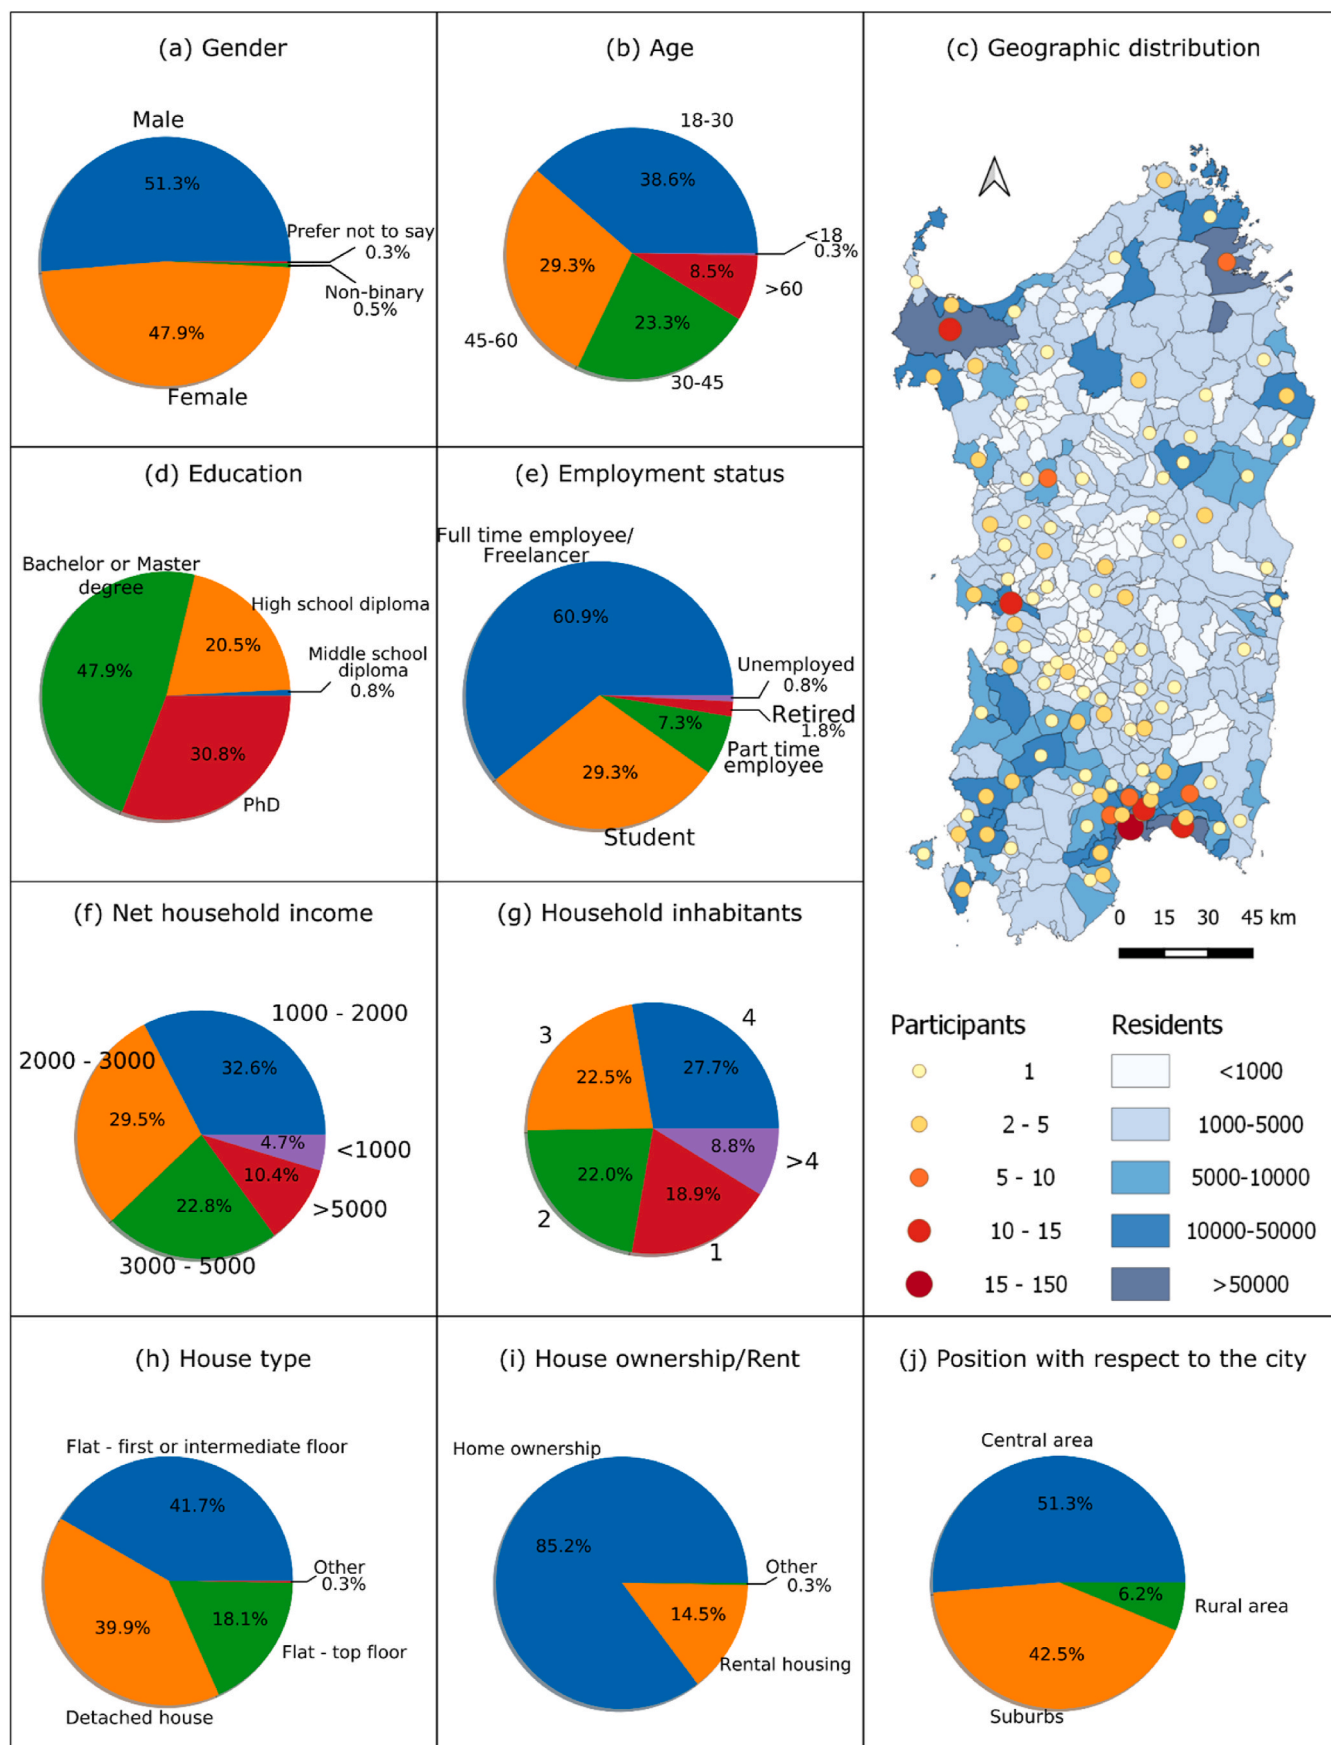 (a) Gender
Male
51.3%
Prefer not to say
0.3%
Non-binary
0.5%
47.9%
Female
(b) Age
18-30
38.6%
<18
0.3%
29.3%
8.5%
>60
23.3%
45-60
30-45
(c) Geographic distribution
0 15 30 45 km
Participants
1
2 - 5
5 - 10
10 - 15
15 - 150
Residents
<1000
1000-5000
5000-10000
10000-50000
>50000
(d) Education
Bachelor or Master
degree
High school diploma
20.5%
Middle school
diploma
0.8%
47.9%
30.8%
PhD
(e) Employment status
Full time employee/
Freelancer
60.9%
Unemployed
0.8%
Retired
1.8%
7.3%
Part time
employee
29.3%
Student
(f) Net household income
1000 - 2000
2000 - 3000
32.6%
29.5%
4.7%
<1000
10.4%
>5000
22.8%
3000 - 5000
(g) Household inhabitants
4
3
27.7%
22.5%
8.8%
>4
22.0%
18.9%
2
1
(h) House type
Flat - first or intermediate floor
41.7%
Other
0.3%
18.1%
39.9%
Flat - top floor
Detached house
(i) House ownership/Rent
Home ownership
85.2%
Other
0.3%
14.5%
Rental housing
(j) Position with respect to the city
Central area
51.3%
6.2%
Rural area
42.5%
Suburbs